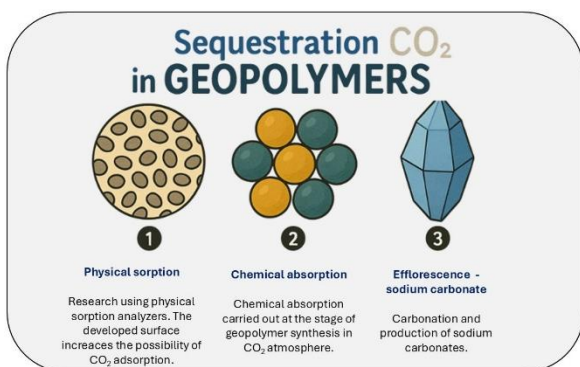 Sequestration CO₂
in GEOPOLYMERS
1
Physical sorption
Research using physical
sorption analyzers. The
developed surface
increaces the possibility of
CO₂ adsorption.
2
Chemical absorption
Chemical absorption
carried out at the stage of
geopolymer synthesis in
CO₂ atmosphere.
3
Efflorescence -
sodium carbonate
Carbonation and
production of sodium
carbonates.